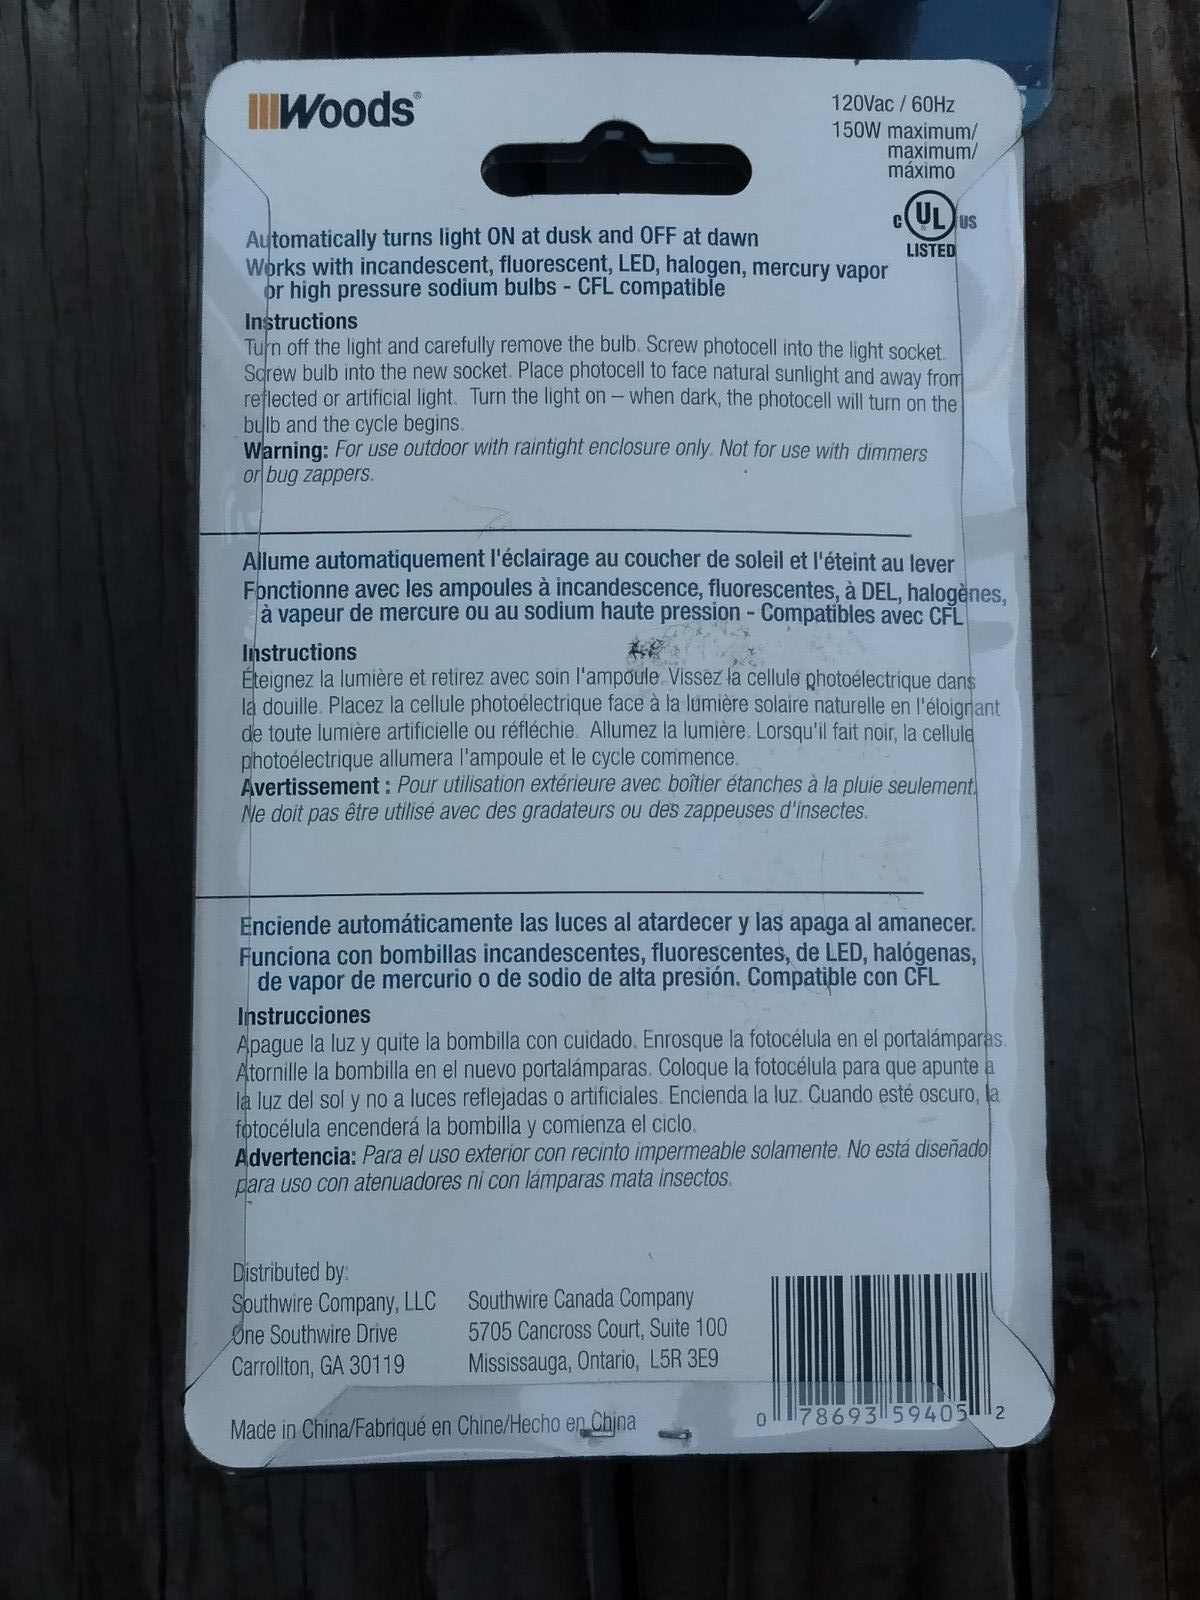 Woods®
120Vac / 60Hz
150W maximum/
maximum/
máximo
C UL US
LISTED
Automatically turns light ON at dusk and OFF at dawn
Works with incandescent, fluorescent, LED, halogen, mercury vapor
or high pressure sodium bulbs - CFL compatible
Instructions
Turn off the light and carefully remove the bulb. Screw photocell into the light socket.
Screw bulb into the new socket. Place photocell to face natural sunlight and away from
reflected or artificial light. Turn the light on – when dark, the photocell will turn on the
bulb and the cycle begins.
Warning: For use outdoor with raintight enclosure only. Not for use with dimmers
or bug zappers.
Allume automatiquement l'éclairage au coucher de soleil et l'éteint au lever
Fonctionne avec les ampoules à incandescence, fluorescentes, à DEL, halogènes,
à vapeur de mercure ou au sodium haute pression - Compatibles avec CFL
Instructions
Éteignez la lumière et retirez avec soin l'ampoule. Vissez la cellule photoélectrique dans
la douille. Placez la cellule photoélectrique face à la lumière solaire naturelle en l'éloignant
de toute lumière artificielle ou réfléchie. Allumez la lumière. Lorsqu'il fait noir, la cellule
photoélectrique allumera l'ampoule et le cycle commence.
Avertissement : Pour utilisation extérieure avec boîtier étanches à la pluie seulement.
Ne doit pas être utilisé avec des gradateurs ou des zappeuses d'insectes.
Enciende automáticamente las luces al atardecer y las apaga al amanecer.
Funciona con bombillas incandescentes, fluorescentes, de LED, halógenas,
de vapor de mercurio o de sodio de alta presión. Compatible con CFL
Instrucciones
Apague la luz y quite la bombilla con cuidado. Enrosque la fotocélula en el portalámparas.
Atornille la bombilla en el nuevo portalámparas. Coloque la fotocélula para que apunte a
la luz del sol y no a luces reflejadas o artificiales. Encienda la luz. Cuando esté oscuro, la
fotocélula encenderá la bombilla y comienza el ciclo.
Advertencia: Para el uso exterior con recinto impermeable solamente. No está diseñado
para uso con atenuadores ni con lámparas mata insectos.
Distributed by:
Southwire Company, LLC
One Southwire Drive
Carrollton, GA 30119
Southwire Canada Company
5705 Cancross Court, Suite 100
Mississauga, Ontario, L5R 3E9
Made in China/Fabriqué en Chine/Hecho en China
0 78693 59405 2